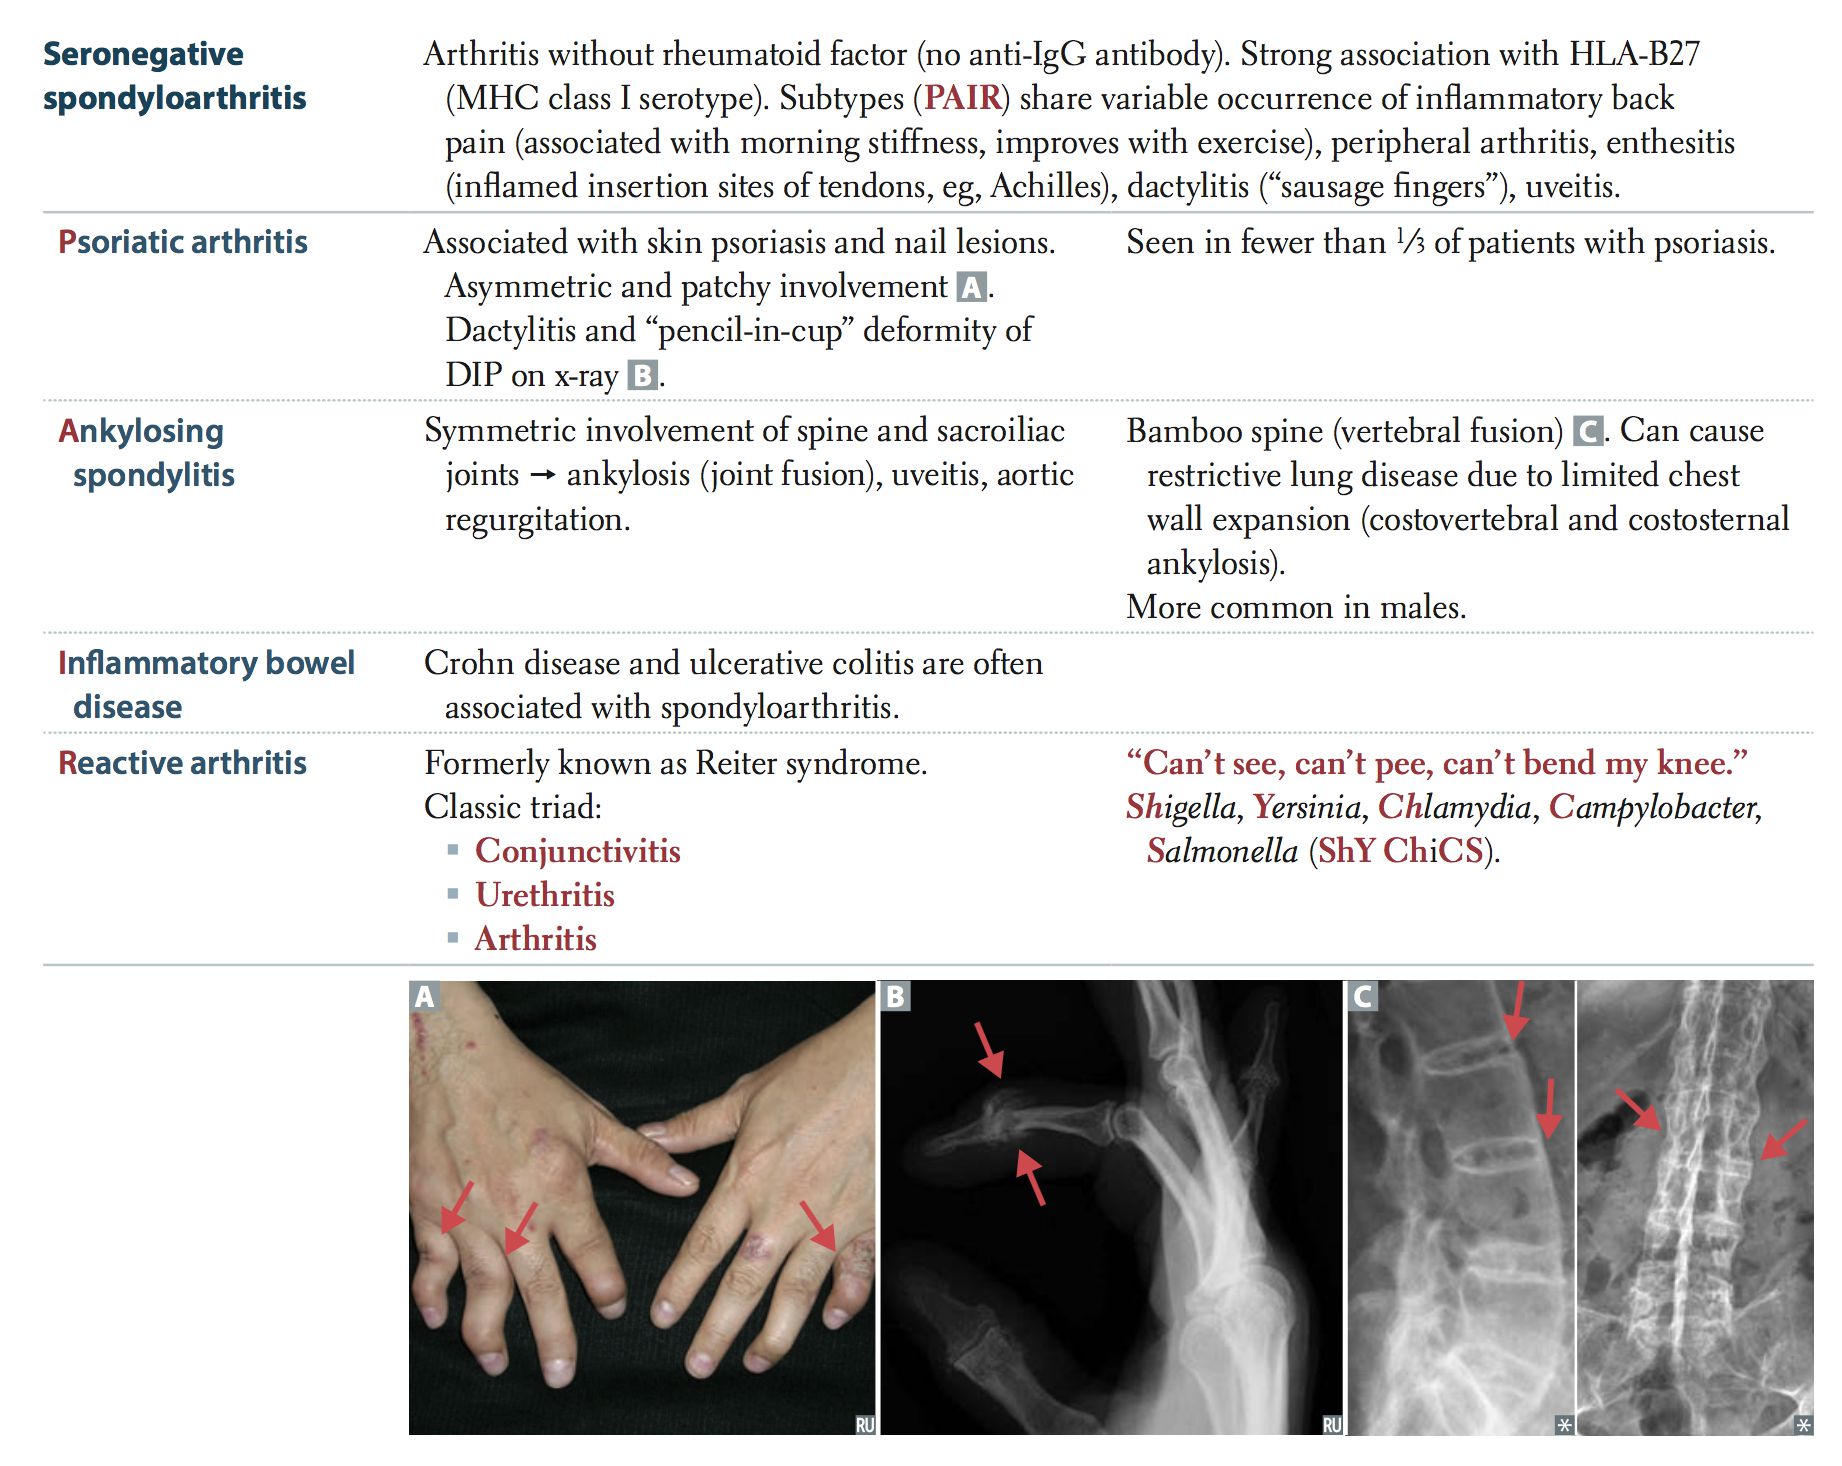 Seronegative
spondyloarthritis
Arthritis without rheumatoid factor (no anti-IgG antibody). Strong association with HLA-B27
(MHC class I serotype). Subtypes (PAIR) share variable occurrence of inflammatory back
pain (associated with morning stiffness, improves with exercise), peripheral arthritis, enthesitis
(inflamed insertion sites of tendons, eg, Achilles), dactylitis (“sausage fingers”), uveitis.
Psoriatic arthritis
Associated with skin psoriasis and nail lesions.
Asymmetric and patchy involvement A.
Dactylitis and “pencil-in-cup” deformity of
DIP on x-ray B.
Seen in fewer than ⅓ of patients with psoriasis.
Ankylosing
spondylitis
Symmetric involvement of spine and sacroiliac
joints → ankylosis (joint fusion), uveitis, aortic
regurgitation.
Bamboo spine (vertebral fusion) C. Can cause
restrictive lung disease due to limited chest
wall expansion (costovertebral and costosternal
ankylosis).
More common in males.
Inflammatory bowel
disease
Crohn disease and ulcerative colitis are often
associated with spondyloarthritis.
Reactive arthritis
Formerly known as Reiter syndrome.
Classic triad:
▪ Conjunctivitis
▪ Urethritis
▪ Arthritis
“Can’t see, can’t pee, can’t bend my knee.”
Shigella, Yersinia, Chlamydia, Campylobacter,
Salmonella (ShY ChiCS).
A
B
C
RU
RU
*
*